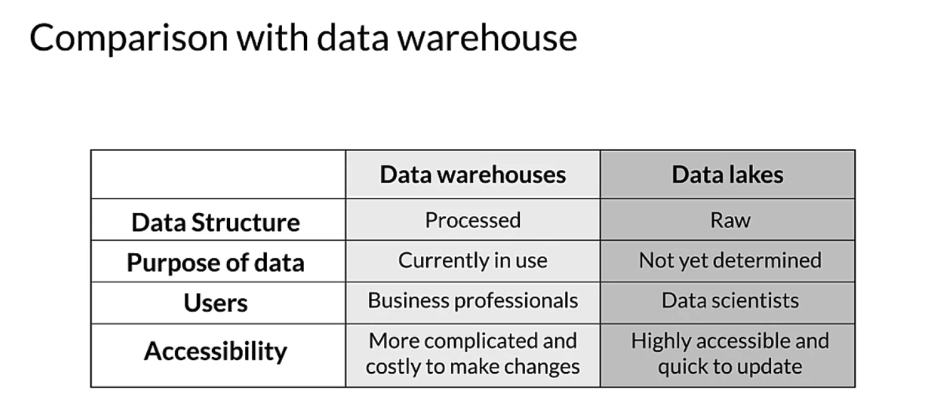 Comparison with data warehouse
Data warehouses Data lakes
Data Structure Processed Raw
Purpose of data Currently in use Not yet determined
Users Business professionals Data scientists
Accessibility More complicated and costly to make changes Highly accessible and quick to update